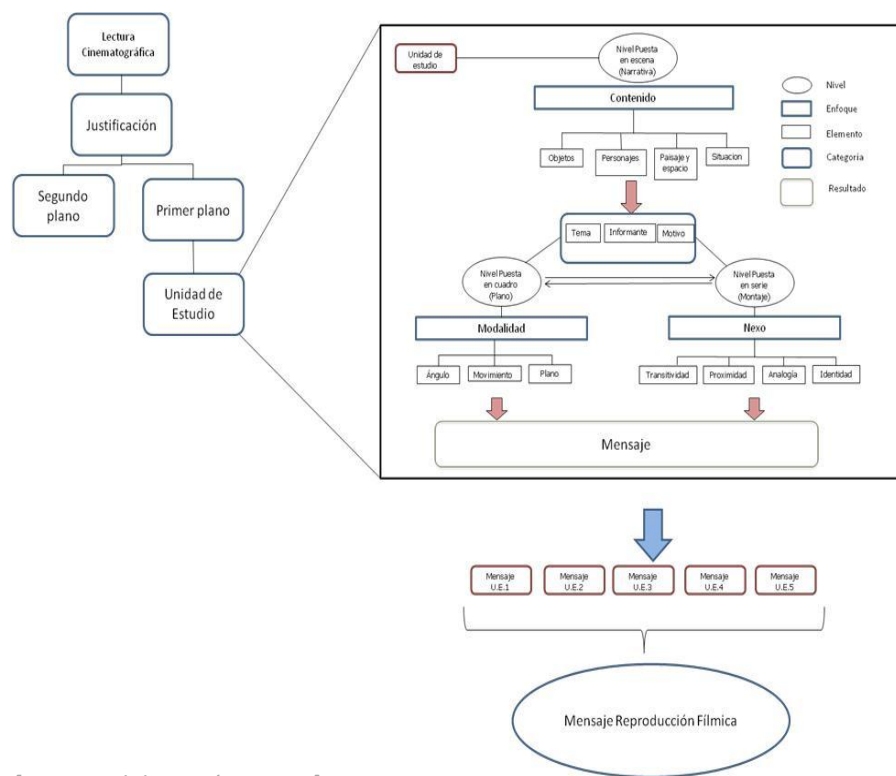 Lectura
Cinematográfica
Justificación
Segundo
plano
Primer plano
Unidad de
Estudio
Unidad de
estudio
Nivel Puesta
en escena
(Narrativa)
Contenido
Objetos
Personajes
Paisaje y
espacio
Situacion
Nivel
Enfoque
Elemento
Categoria
Resultado
Tema
Informante
Motivo
Nivel Puesta
en cuadro
(Plano)
Nivel Puesta
en serie
(Montaje)
Modalidad
Nexo
Ángulo
Movimiento
Plano
Transitividad
Proximidad
Analogía
Identidad
Mensaje
Mensaje
U.E.1
Mensaje
U.E.2
Mensaje
U.E.3
Mensaje
U.E.4
Mensaje
U.E.5
Mensaje Reproducción Fílmica